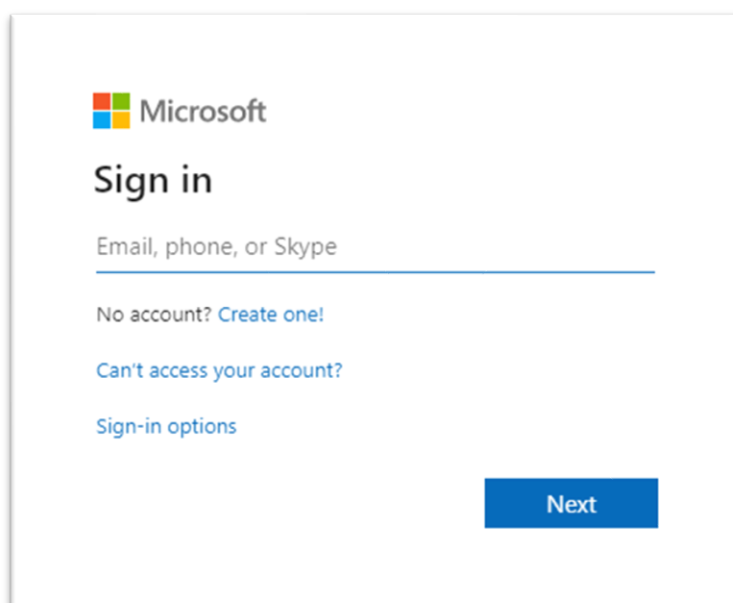 Microsoft
Sign in
Email, phone, or Skype
No account? Create one!
Can't access your account?
Sign-in options
Next